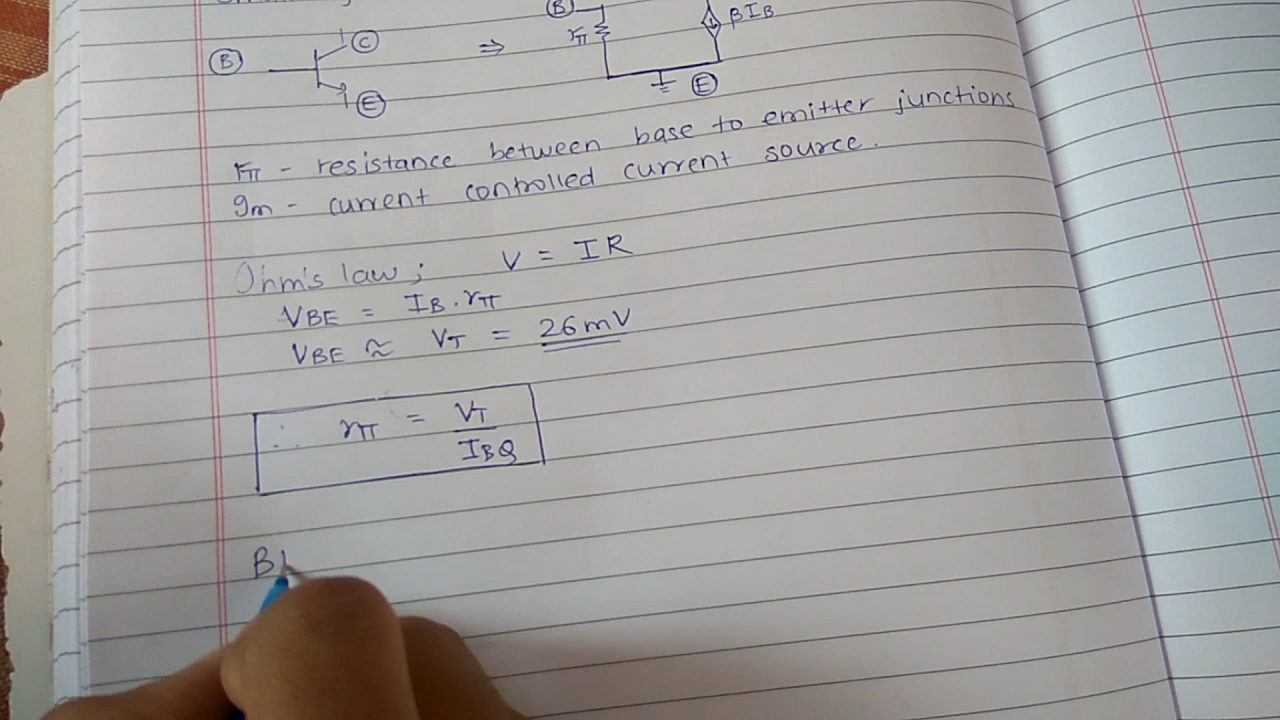 B
βIB
rπ
B
C
⇒
E
E
rπ - resistance between base to emitter junctions
gm - current controlled current source.
Ohm's law; V = IR
VBE = IB . rπ
VBE ≈ VT = 26mV
∴ rπ = VT / IBQ
B